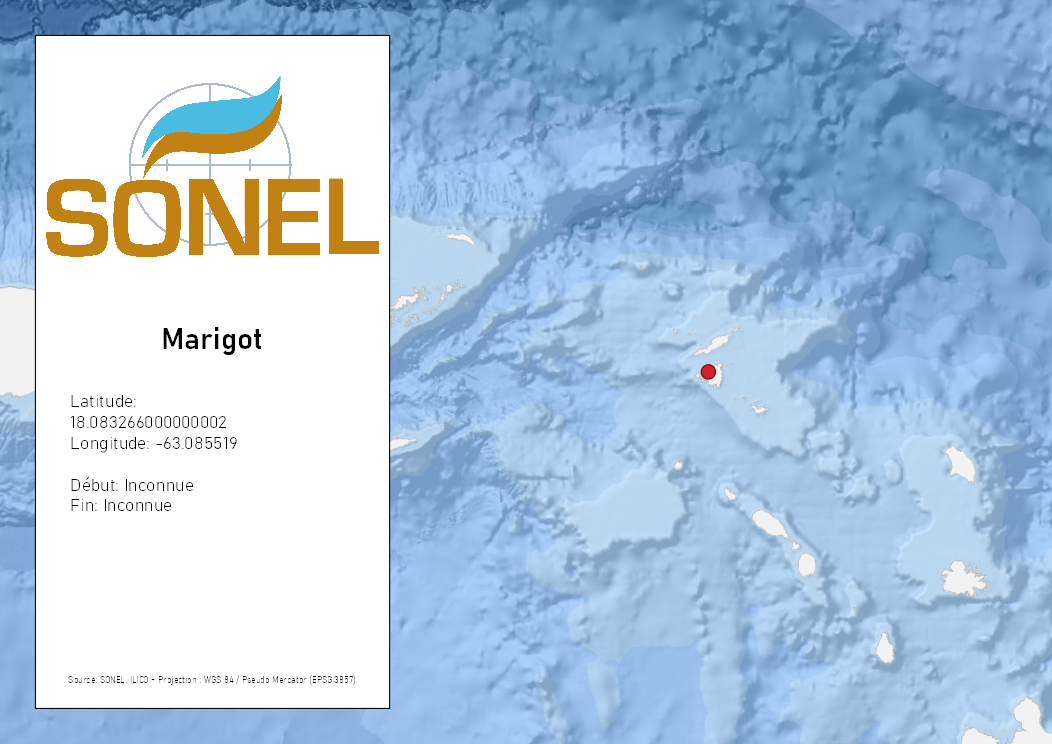 SONEL
Marigot
Latitude:
18.083266000000002
Longitude: -63.085519
Début: Inconnue
Fin: Inconnue
Source: SONEL, ILICO - Projection : WGS 84 / Pseudo Mercator (EPSG:3857)